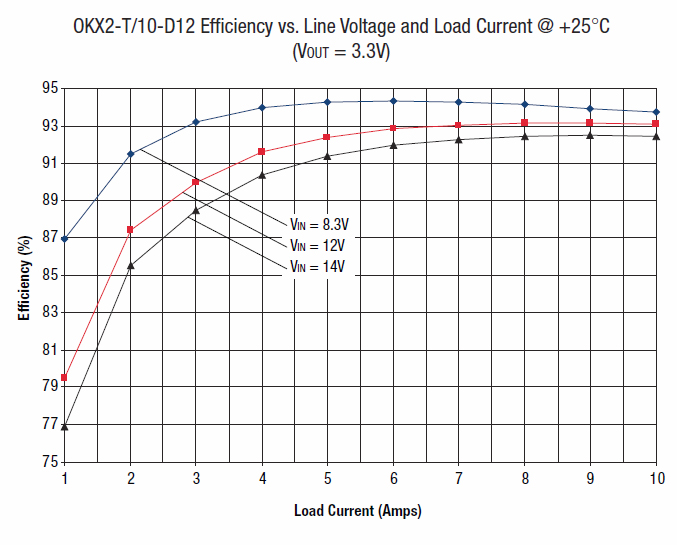 OKX2-T/10-D12 Efficiency vs. Line Voltage and Load Current @ +25°C
(VOUT = 3.3V)
95
93
91
89
87
85
83
81
79
77
75
Efficiency (%)
VIN = 8.3V
VIN = 12V
VIN = 14V
1 2 3 4 5 6 7 8 9 10
Load Current (Amps)